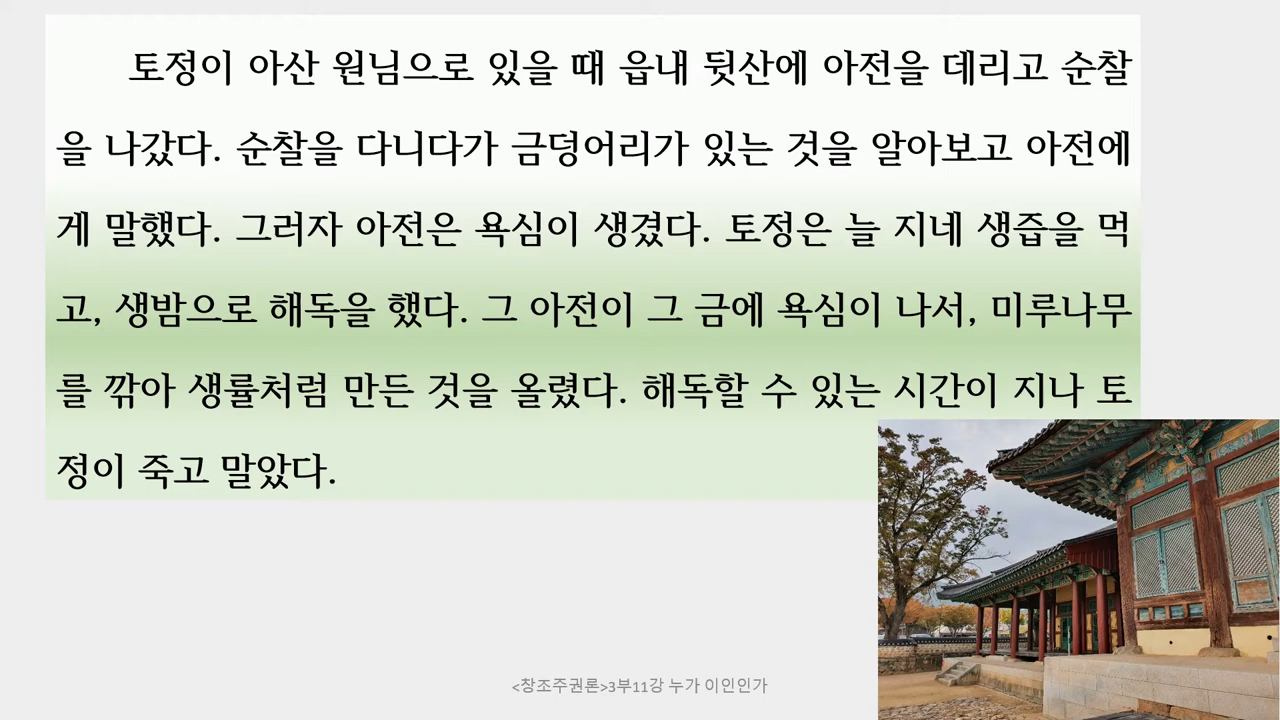 토정이 아산 원님으로 있을 때 읍내 뒷산에 아전을 데리고 순찰
을 나갔다. 순찰을 다니다가 금덩어리가 있는 것을 알아보고 아전에
게 말했다. 그러자 아전은 욕심이 생겼다. 토정은 늘 지네 생즙을 먹
고, 생밤으로 해독을 했다. 그 아전이 그 금에 욕심이 나서, 미루나무
를 깎아 생률처럼 만든 것을 올렸다. 해독할 수 있는 시간이 지나 토
정이 죽고 말았다.
<창조주권론>3부11강 누가 이인인가